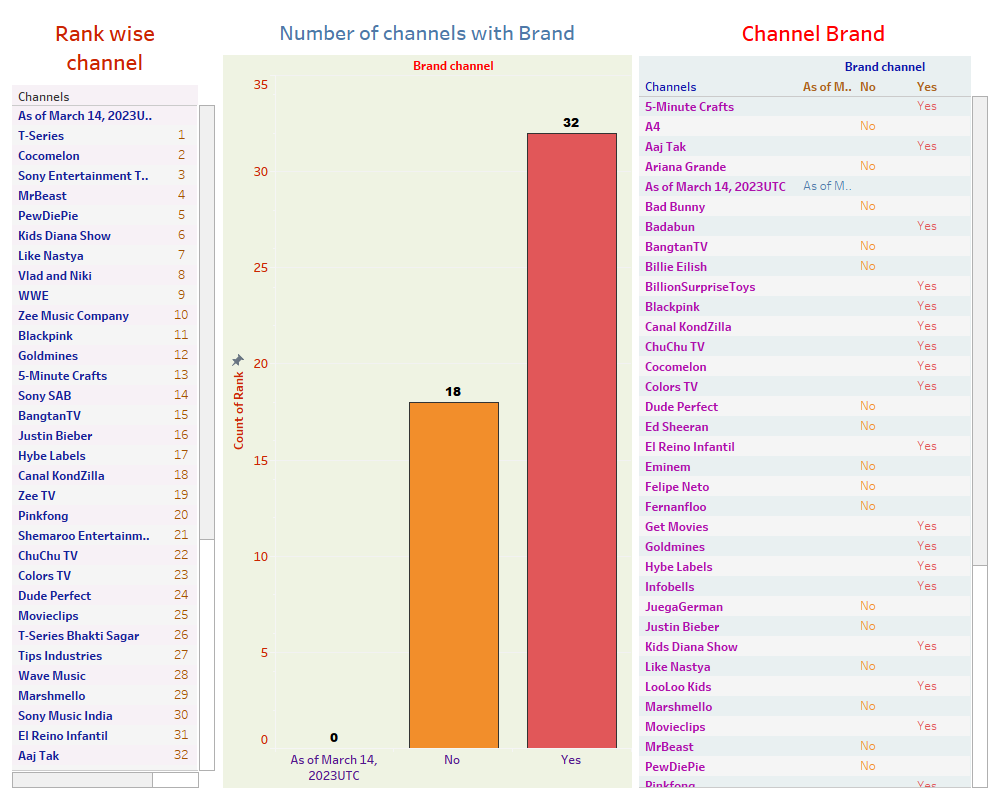 Rank wise
channel
Channels
As of March 14, 2023U..
T-Series 1
Cocomelon 2
Sony Entertainment T.. 3
MrBeast 4
PewDiePie 5
Kids Diana Show 6
Like Nastya 7
Vlad and Niki 8
WWE 9
Zee Music Company 10
Blackpink 11
Goldmines 12
5-Minute Crafts 13
Sony SAB 14
BangtanTV 15
Justin Bieber 16
Hybe Labels 17
Canal KondZilla 18
Zee TV 19
Pinkfong 20
Shemaroo Entertainm.. 21
ChuChu TV 22
Colors TV 23
Dude Perfect 24
Movieclips 25
T-Series Bhakti Sagar 26
Tips Industries 27
Wave Music 28
Marshmello 29
Sony Music India 30
El Reino Infantil 31
Aaj Tak 32
Number of channels with Brand
Brand channel
35
30
25
20
15
10
5
0
Count of Rank
0
18
32
As of March 14,
2023UTC
No
Yes
Channel Brand
Brand channel
Channels As of M.. No Yes
5-Minute Crafts Yes
A4 No
Aaj Tak Yes
Ariana Grande No
As of March 14, 2023UTC As of M..
Bad Bunny No
Badabun Yes
BangtanTV No
Billie Eilish No
BillionSurpriseToys Yes
Blackpink Yes
Canal KondZilla Yes
ChuChu TV Yes
Cocomelon Yes
Colors TV Yes
Dude Perfect No
Ed Sheeran No
El Reino Infantil Yes
Eminem No
Felipe Neto No
Fernanfloo No
Get Movies Yes
Goldmines Yes
Hybe Labels Yes
Infobells Yes
JuegaGerman No
Justin Bieber No
Kids Diana Show Yes
Like Nastya No
LooLoo Kids Yes
Marshmello No
Movieclips Yes
MrBeast No
PewDiePie No
Pinkfong Yes